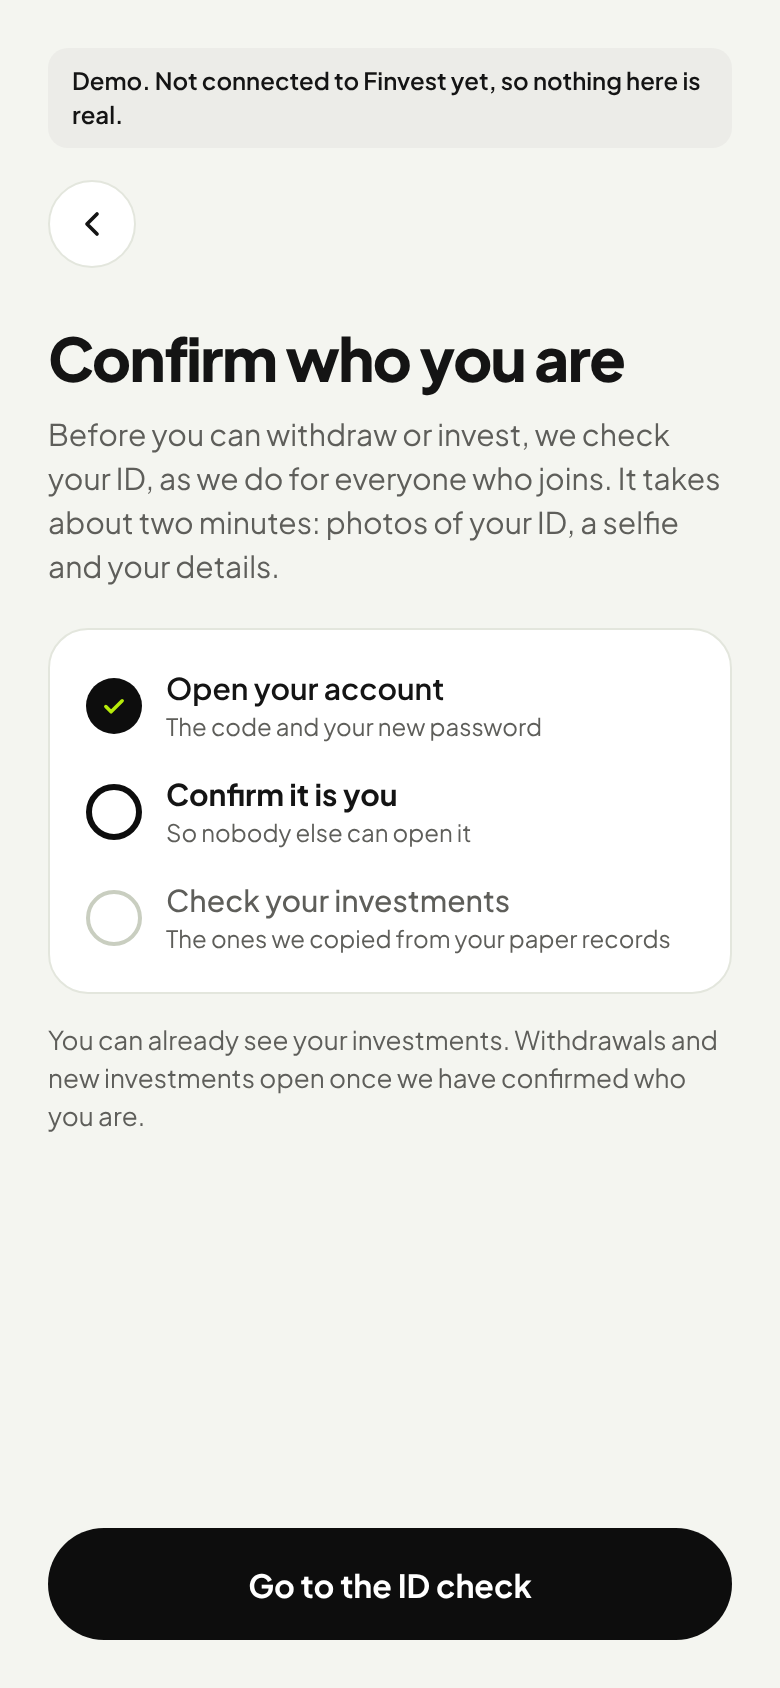 Demo. Not connected to Finvest yet, so nothing here is
real.
Confirm who you are
Before you can withdraw or invest, we check
your ID, as we do for everyone who joins. It takes
about two minutes: photos of your ID, a selfie
and your details.
Open your account
The code and your new password
Confirm it is you
So nobody else can open it
Check your investments
The ones we copied from your paper records
You can already see your investments. Withdrawals and
new investments open once we have confirmed who
you are.
Go to the ID check